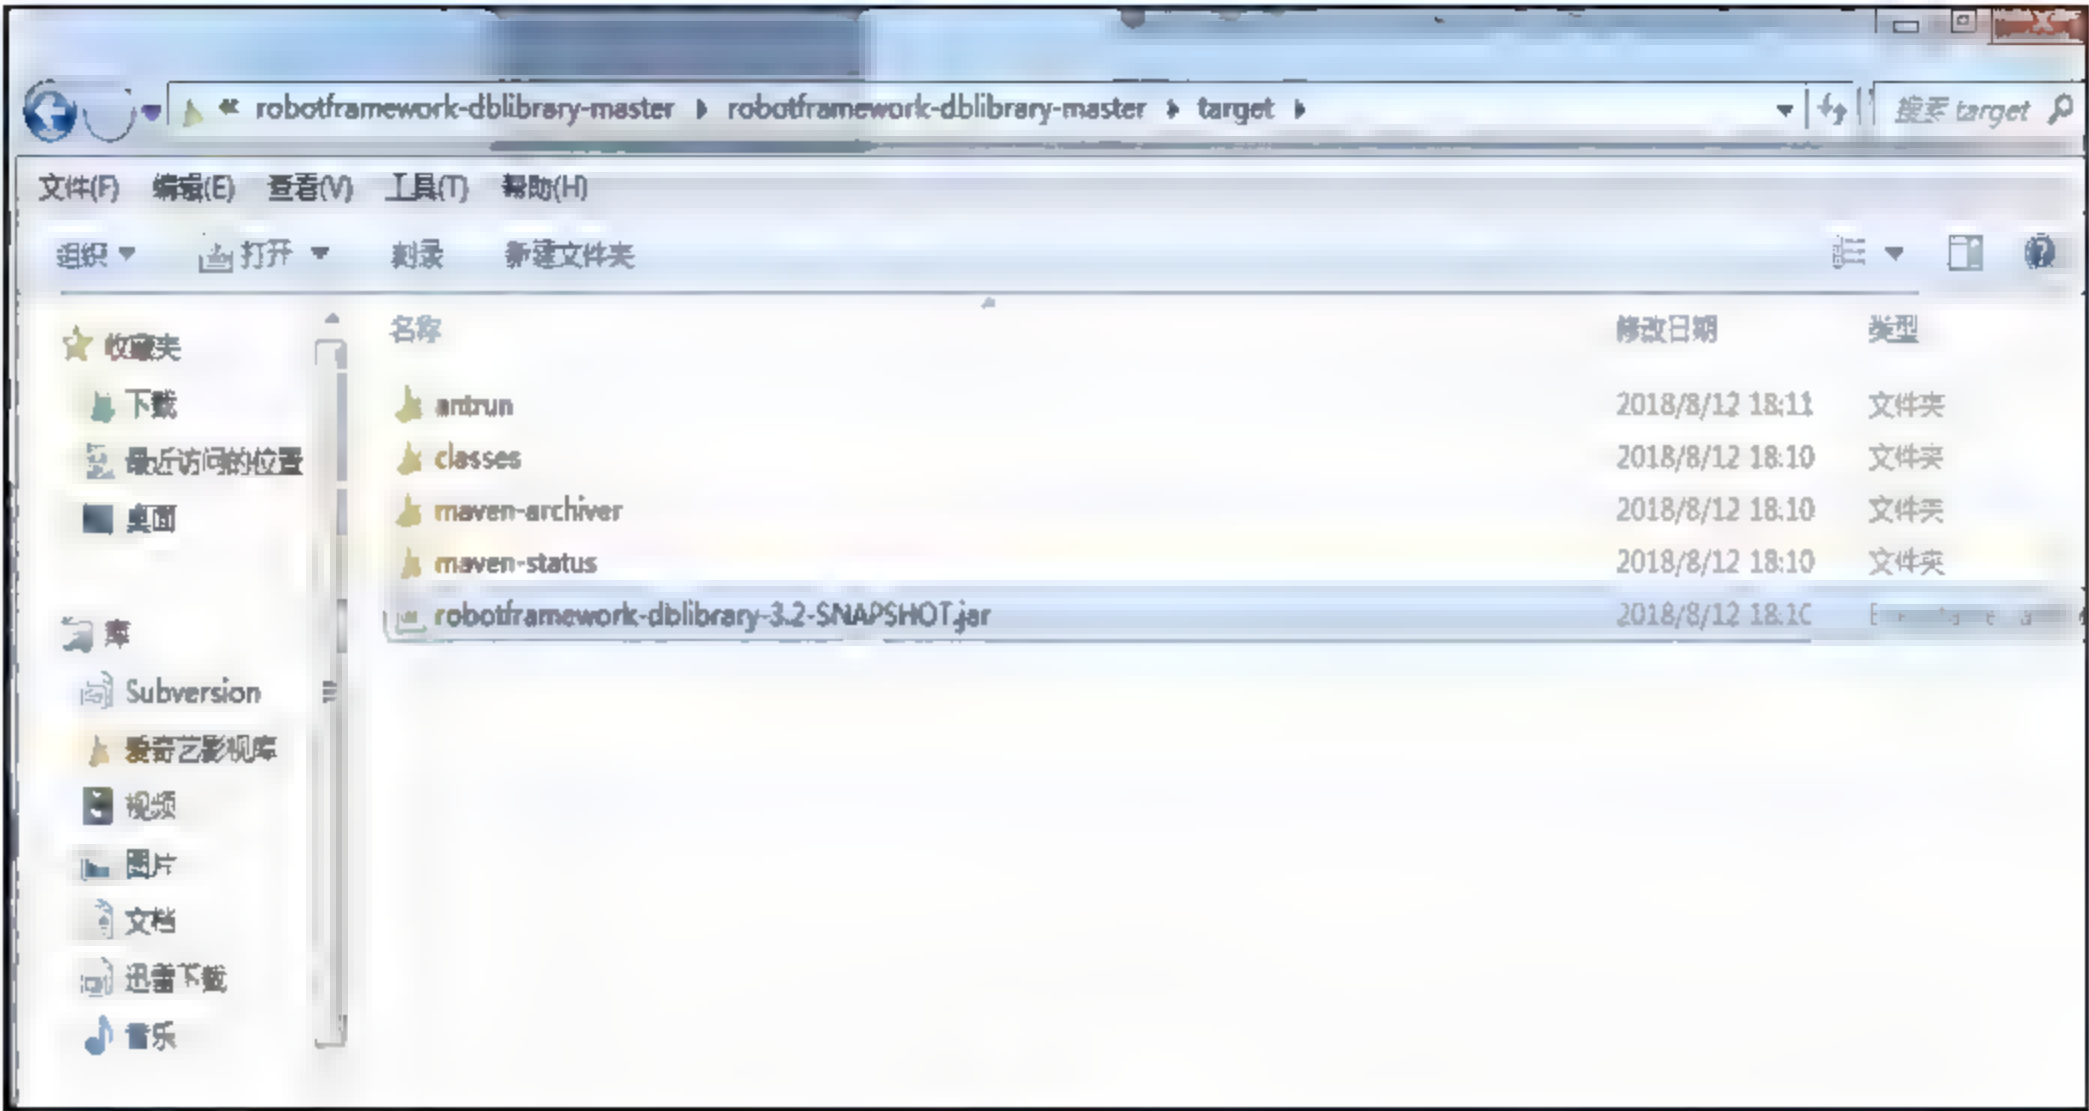 robotframework-dblibrary-master robotframework-dblibrary-master target 搜索 target
文件(F) 编辑(E) 查看(V) 工具(T) 帮助(H)
组织 打开 刻录 新建文件夹
名称 修改日期 类型
收藏夹
下载
最近访问的位置
桌面
库
Subversion
爱奇艺影视库
视频
图片
文档
迅雷下载
音乐
antrun 2018/8/12 18:11 文件夹
classes 2018/8/12 18:10 文件夹
maven-archiver 2018/8/12 18:10 文件夹
maven-status 2018/8/12 18:10 文件夹
robotframework-dblibrary-3.2-SNAPSHOT.jar 2018/8/12 18:10